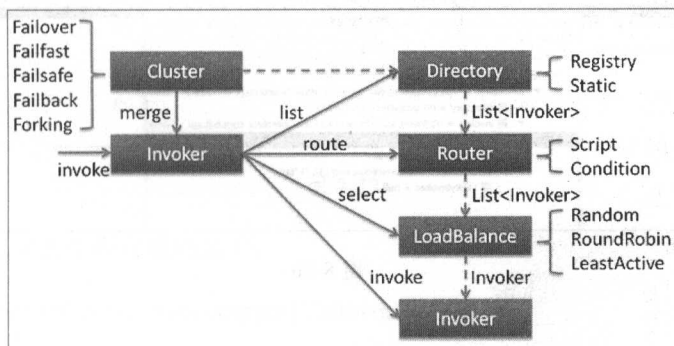 Failover
Failfast
Failsafe
Failback
Forking
Cluster
Directory
Registry
Static
merge
list
List<Invoker>
invoke
Invoker
route
Router
Script
Condition
select
List<Invoker>
LoadBalance
Random
RoundRobin
LeastActive
invoke
Invoker
Invoker